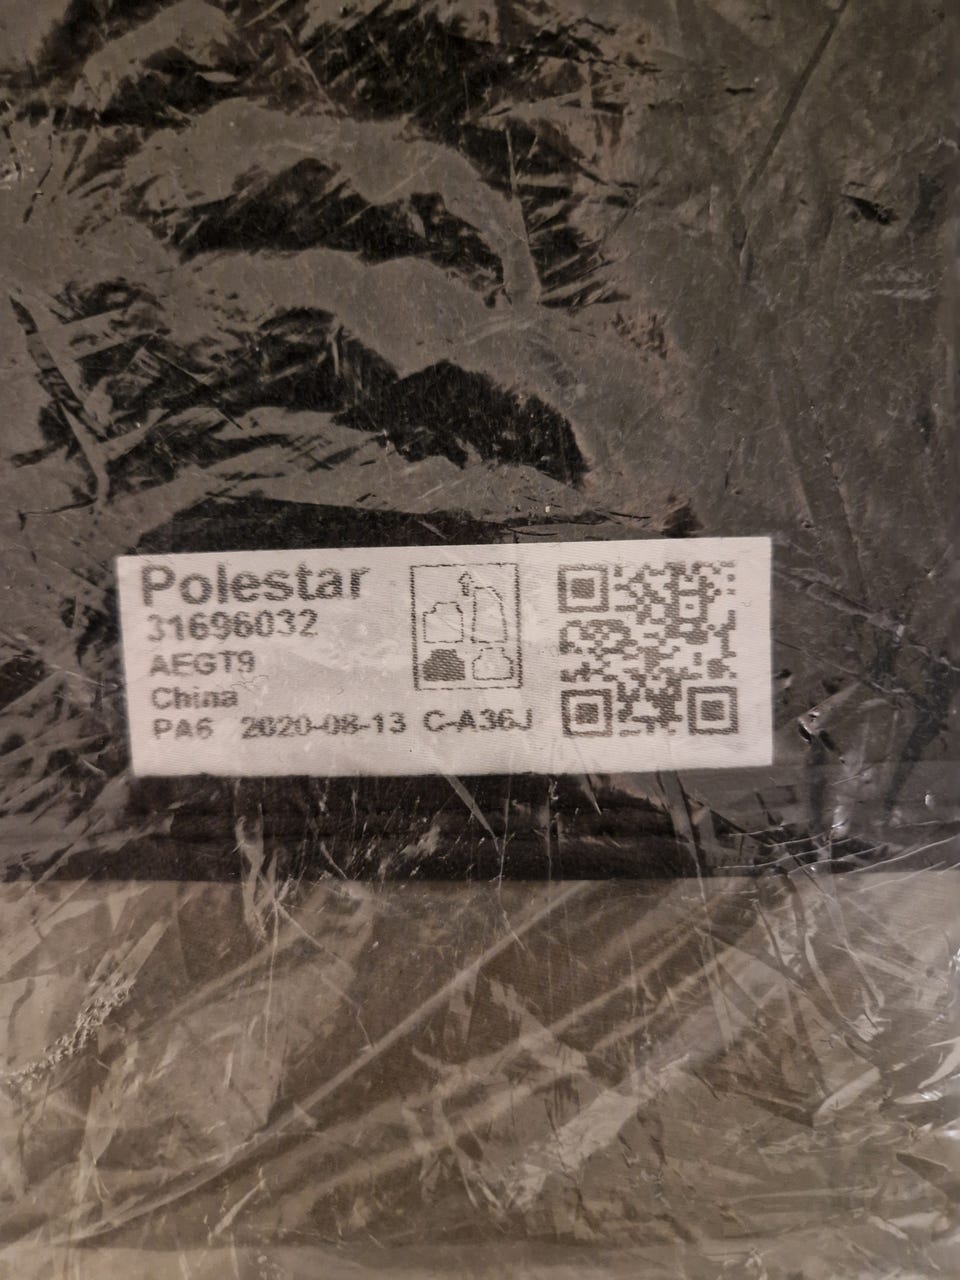 Polestar
31696032
AEGT9
China
PA6 2020-08-13 C-A36J